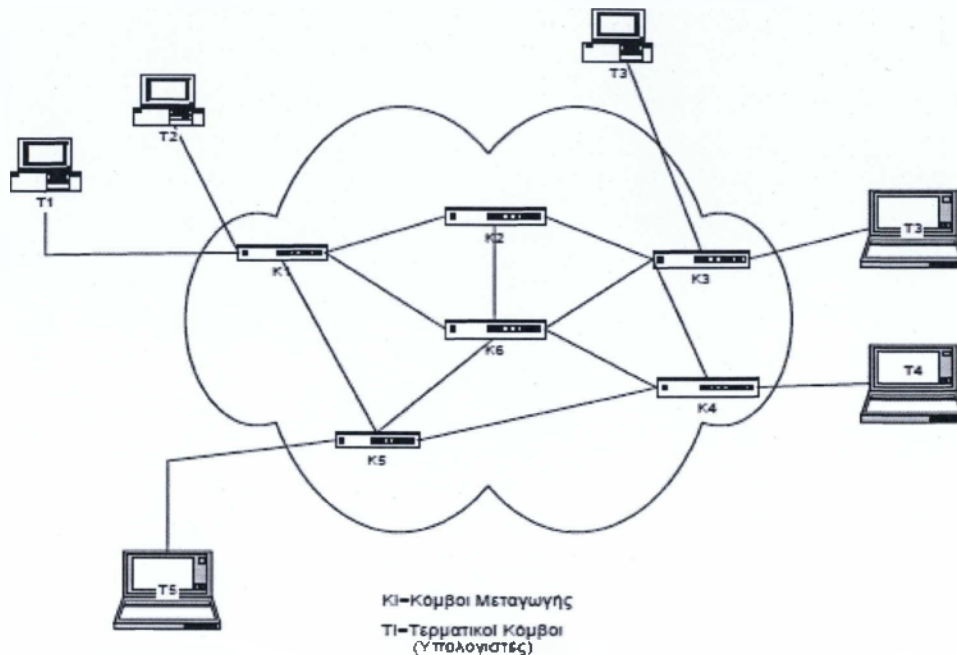 T3
T2
T1
K2
T3
K1
K3
K6
T4
K4
K5
T5
Ki=Κόμβοι Μεταγωγής
Ti=Τερματικοί Κόμβοι
(Υπολογιστές)